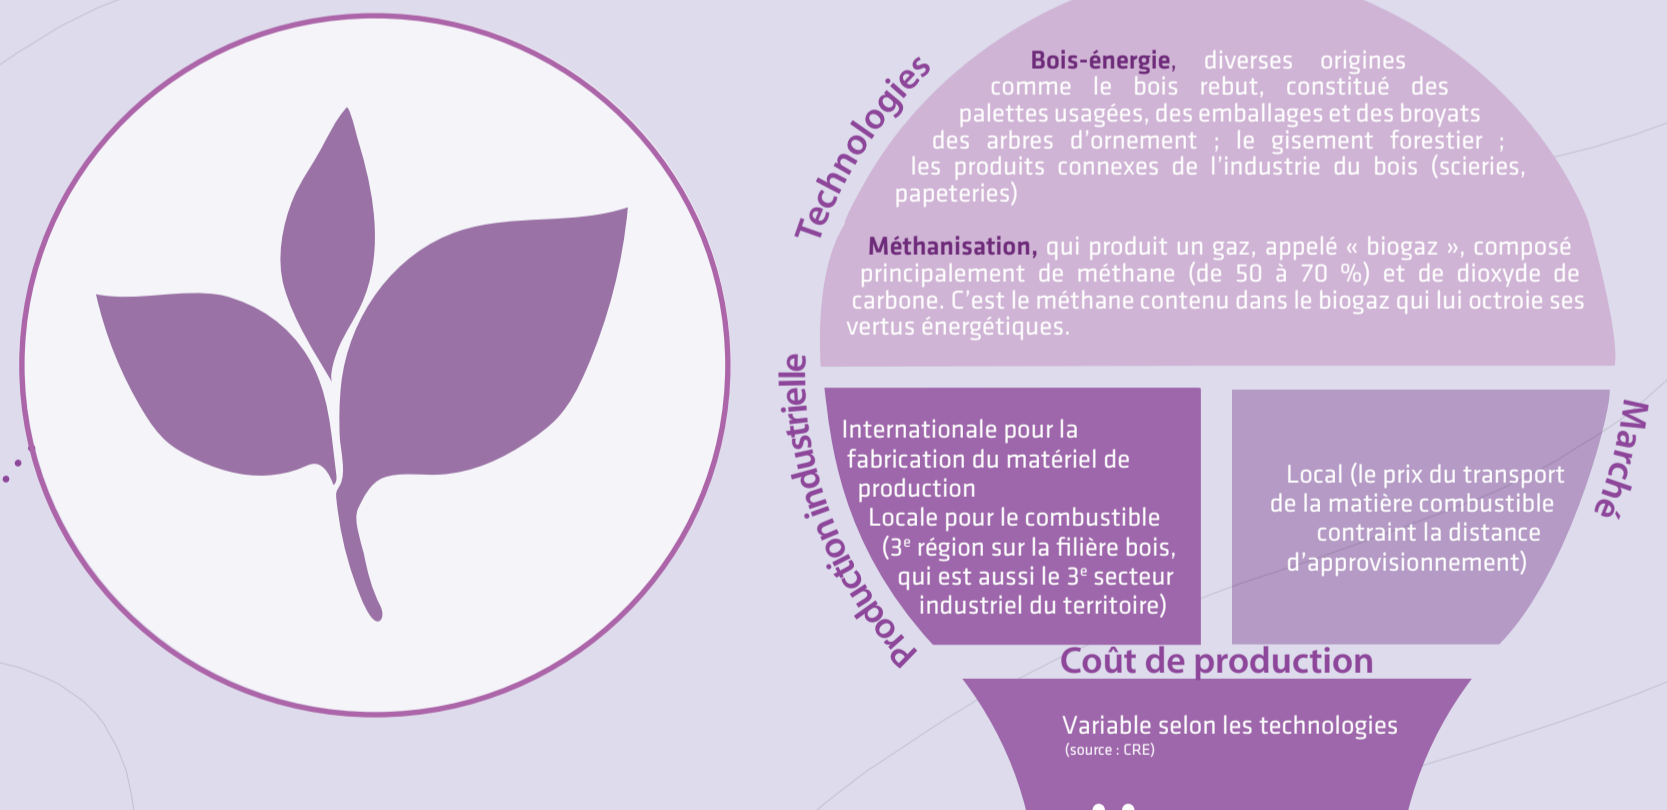 Technologies
Bois-énergie, diverses origines
comme le bois rebut, constitué des
palettes usagées, des emballages et des broyats
des arbres d'ornement ; le gisement forestier ;
les produits connexes de l'industrie du bois (scieries,
papeteries)
Méthanisation, qui produit un gaz, appelé « biogaz », composé
principalement de méthane (de 50 à 70 %) et de dioxyde de
carbone. C'est le méthane contenu dans le biogaz qui lui octroie ses
vertus énergétiques.
Production industrielle
Internationale pour la
fabrication du matériel de
production
Locale pour le combustible
(3e région sur la filière bois,
qui est aussi le 3e secteur
industriel du territoire)
Marché
Local (le prix du transport
de la matière combustible
contraint la distance
d'approvisionnement)
Coût de production
Variable selon les technologies
(source : CRE)